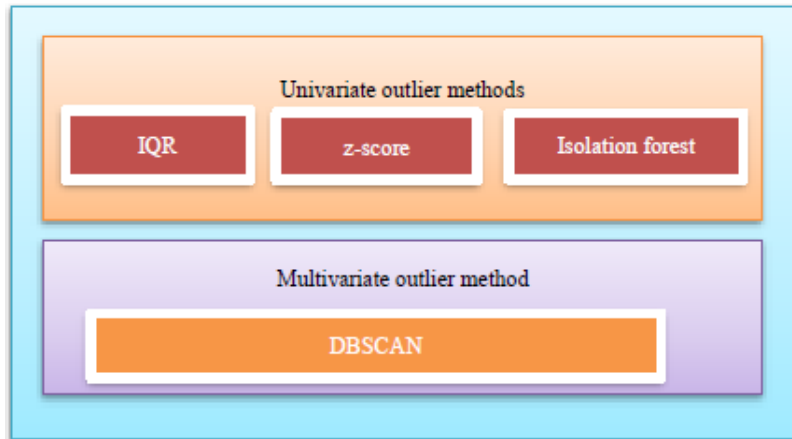 Univariate outlier methods
IQR
z-score
Isolation forest
Multivariate outlier method
DBSCAN